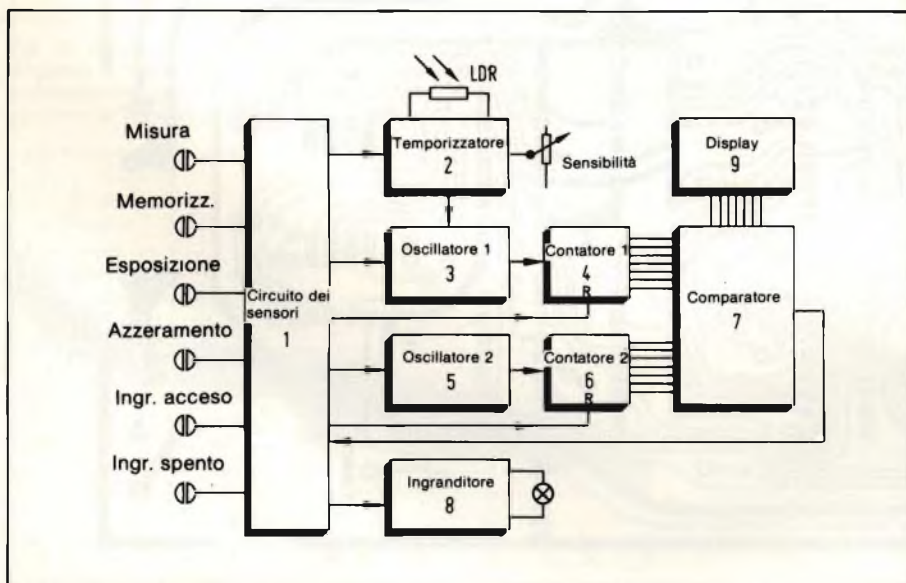 LDR
Misura
Temporizzatore
2
Sensibilità
Display
9
Memorizz.
Oscillatore 1
3
Contatore 1
4
R
Esposizione
Circuito dei
sensori
1
Comparatore
7
Azzeramento
Oscillatore 2
5
Contatore 2
6
R
Ingr. acceso
Ingr. spento
Ingranditore
8